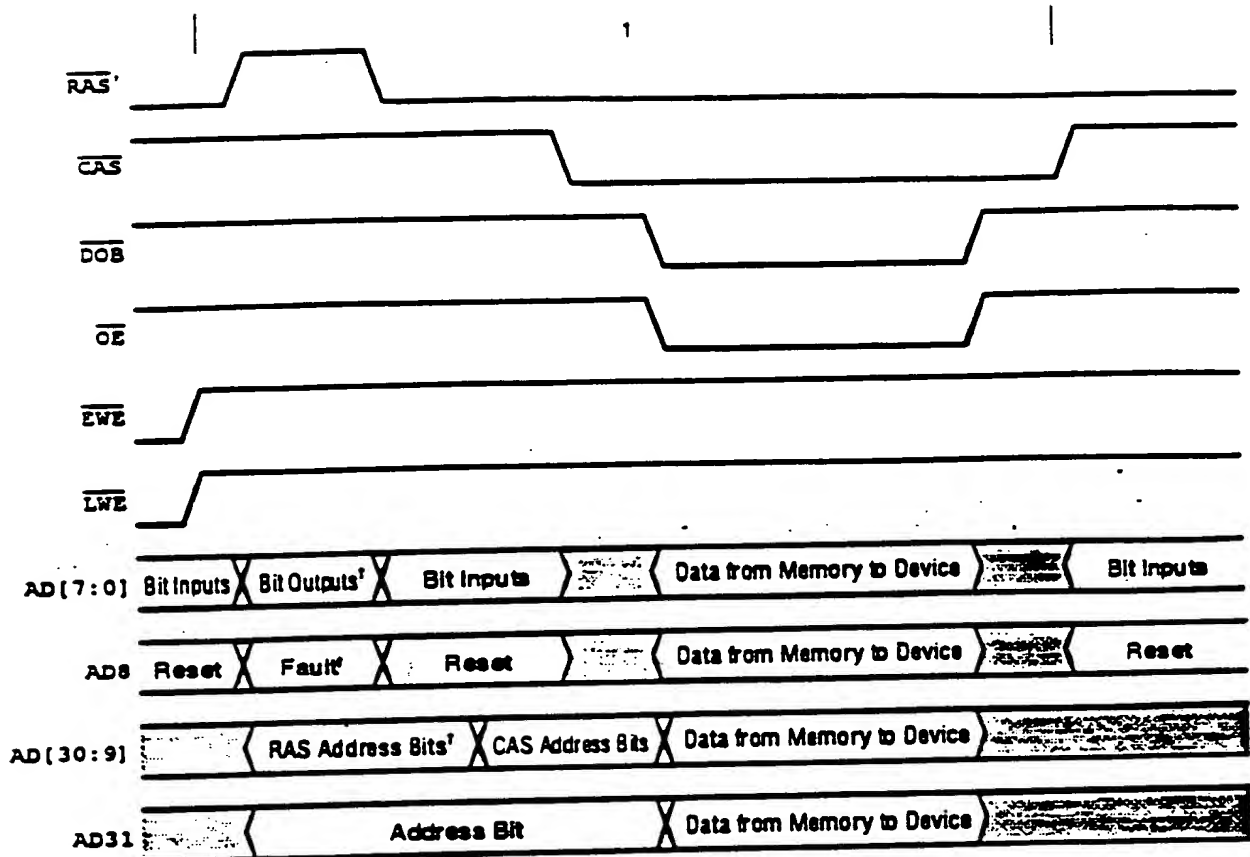 1
RAS'
CAS
DOB
OE
EWE
LWE
AD[7:0] Bit Inputs Bit Outputs† Bit Inputs Data from Memory to Device Bit Inputs
AD8 Reset Fault† Reset Data from Memory to Device Reset
AD[30:9] RAS Address Bits† CAS Address Bits Data from Memory to Device
AD31 Address Bit Data from Memory to Device